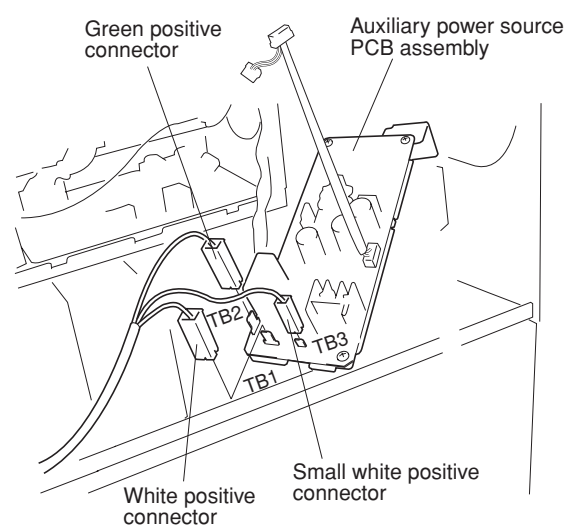 Green positive
connector
Auxiliary power source
PCB assembly
TB2
TB3
TB1
Small white positive
connector
White positive
connector